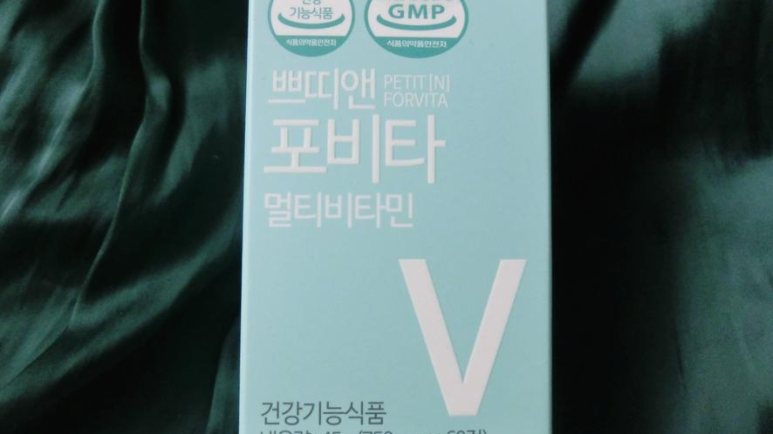 건강
기능식품
식품의약품안전처
GMP
식품의약품안전처
쁘띠앤 PETIT[N]
FORVITA
포비타
멀티비타민
V
건강기능식품